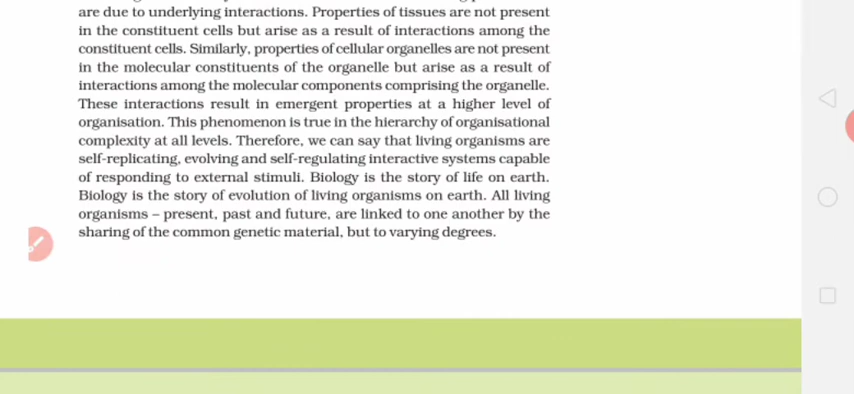 are due to underlying interactions. Properties of tissues are not present
in the constituent cells but arise as a result of interactions among the
constituent cells. Similarly, properties of cellular organelles are not present
in the molecular constituents of the organelle but arise as a result of
interactions among the molecular components comprising the organelle.
These interactions result in emergent properties at a higher level of
organisation. This phenomenon is true in the hierarchy of organisational
complexity at all levels. Therefore, we can say that living organisms are
self-replicating, evolving and self-regulating interactive systems capable
of responding to external stimuli. Biology is the story of life on earth.
Biology is the story of evolution of living organisms on earth. All living
organisms – present, past and future, are linked to one another by the
sharing of the common genetic material, but to varying degrees.